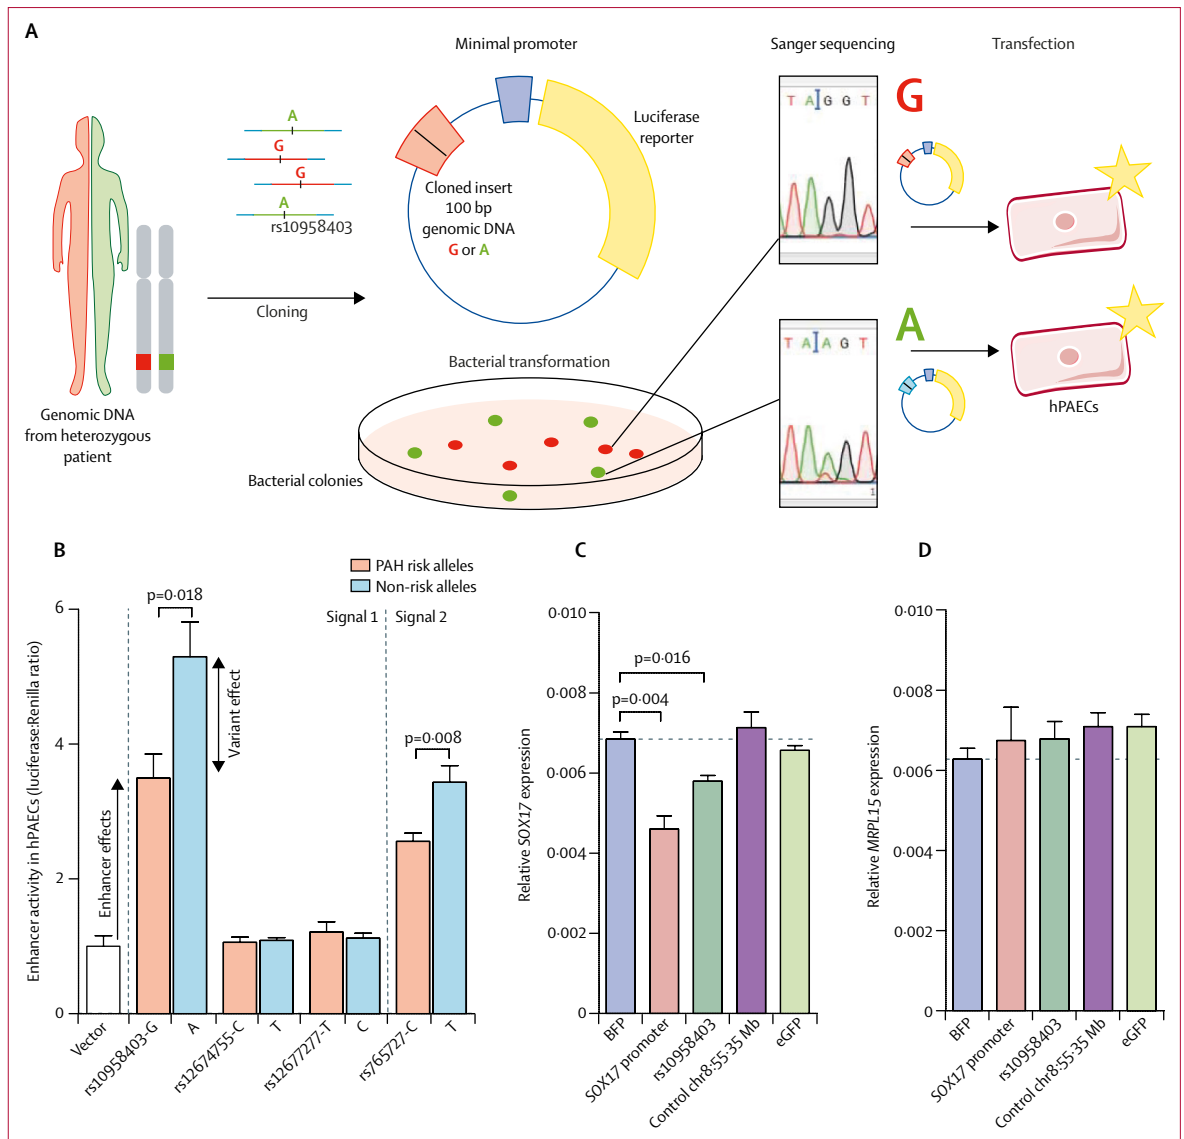 A
Minimal promoter
Sanger sequencing
Transfection
A
G
G
A
rs10958403
Luciferase
reporter
Cloned insert
100 bp
genomic DNA
G or A
T A G G T
G
Cloning
T A A G T
A
hPAECs
Bacterial transformation
Bacterial colonies
Genomic DNA
from heterozygous
patient
B
PAH risk alleles
Non-risk alleles
Signal 1
Signal 2
p=0·018
p=0·008
Enhancer effects
Variant effect
Enhancer activity in hPAECs (luciferase:Renilla ratio)
6
4
2
0
Vector
rs10958403-G
A
rs12674755-C
T
rs12677277-T
C
rs765727-C
T
C
Relative SOX17 expression
0·010
0·008
0·006
0·004
0·002
0
p=0·016
p=0·004
BFP
SOX17 promoter
rs10958403
Control chr8:55·35 Mb
eGFP
D
Relative MRPL15 expression
0·010
0·008
0·006
0·004
0·002
0
BFP
SOX17 promoter
rs10958403
Control chr8:55·35 Mb
eGFP